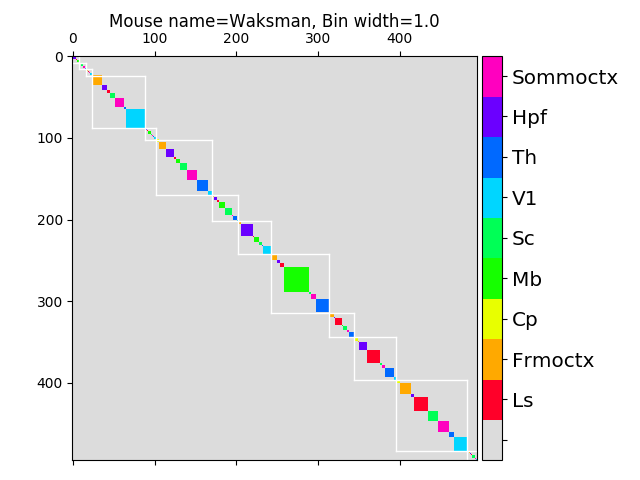 Mouse name=Waksman, Bin width=1.0
0 100 200 300 400
0
100
200
300
400
Sommoctx
Hpf
Th
V1
Sc
Mb
Cp
Frmoctx
Ls